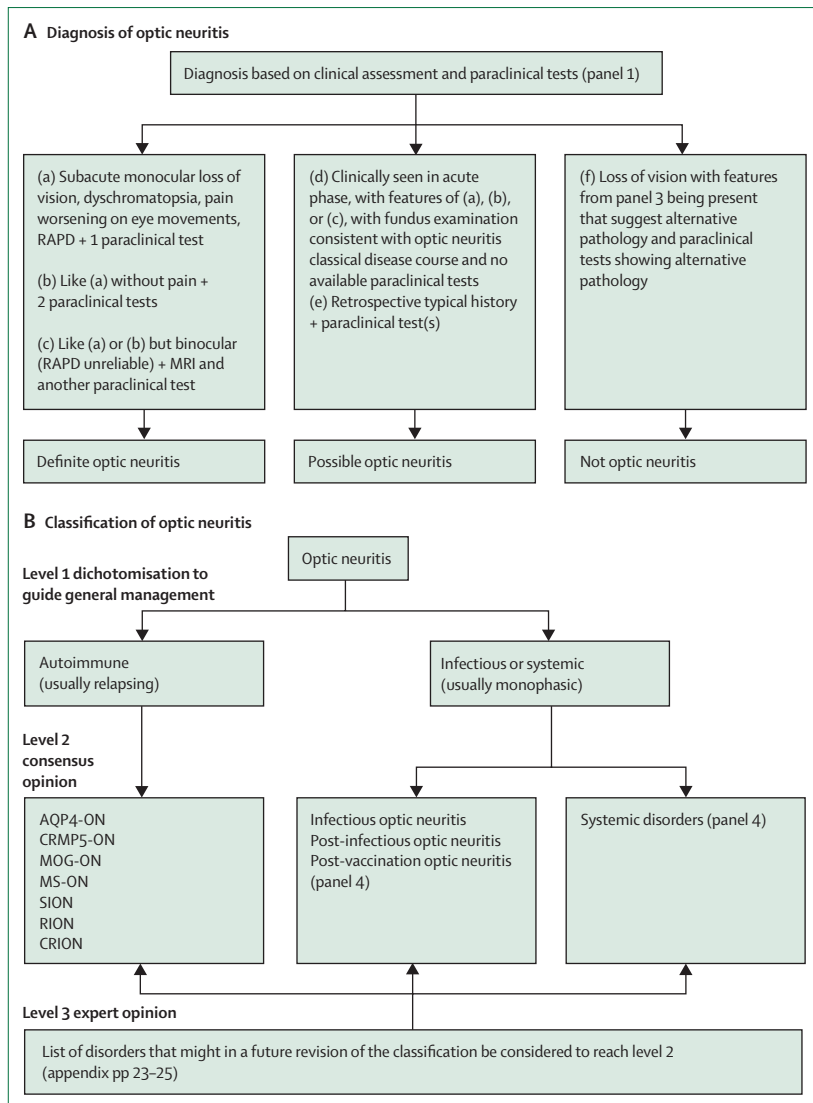 A Diagnosis of optic neuritis
Diagnosis based on clinical assessment and paraclinical tests (panel 1)
(a) Subacute monocular loss of
vision, dyschromatopsia, pain
worsening on eye movements,
RAPD + 1 paraclinical test
(b) Like (a) without pain +
2 paraclinical tests
(c) Like (a) or (b) but binocular
(RAPD unreliable) + MRI and
another paraclinical test
(d) Clinically seen in acute
phase, with features of (a), (b),
or (c), with fundus examination
consistent with optic neuritis
classical disease course and no
available paraclinical tests
(e) Retrospective typical history
+ paraclinical test(s)
(f) Loss of vision with features
from panel 3 being present
that suggest alternative
pathology and paraclinical
tests showing alternative
pathology
Definite optic neuritis
Possible optic neuritis
Not optic neuritis
B Classification of optic neuritis
Optic neuritis
Level 1 dichotomisation to
guide general management
Autoimmune
(usually relapsing)
Infectious or systemic
(usually monophasic)
Level 2
consensus
opinion
AQP4-ON
CRMP5-ON
MOG-ON
MS-ON
SION
RION
CRION
Infectious optic neuritis
Post-infectious optic neuritis
Post-vaccination optic neuritis
(panel 4)
Systemic disorders (panel 4)
Level 3 expert opinion
List of disorders that might in a future revision of the classification be considered to reach level 2
(appendix pp 23–25)